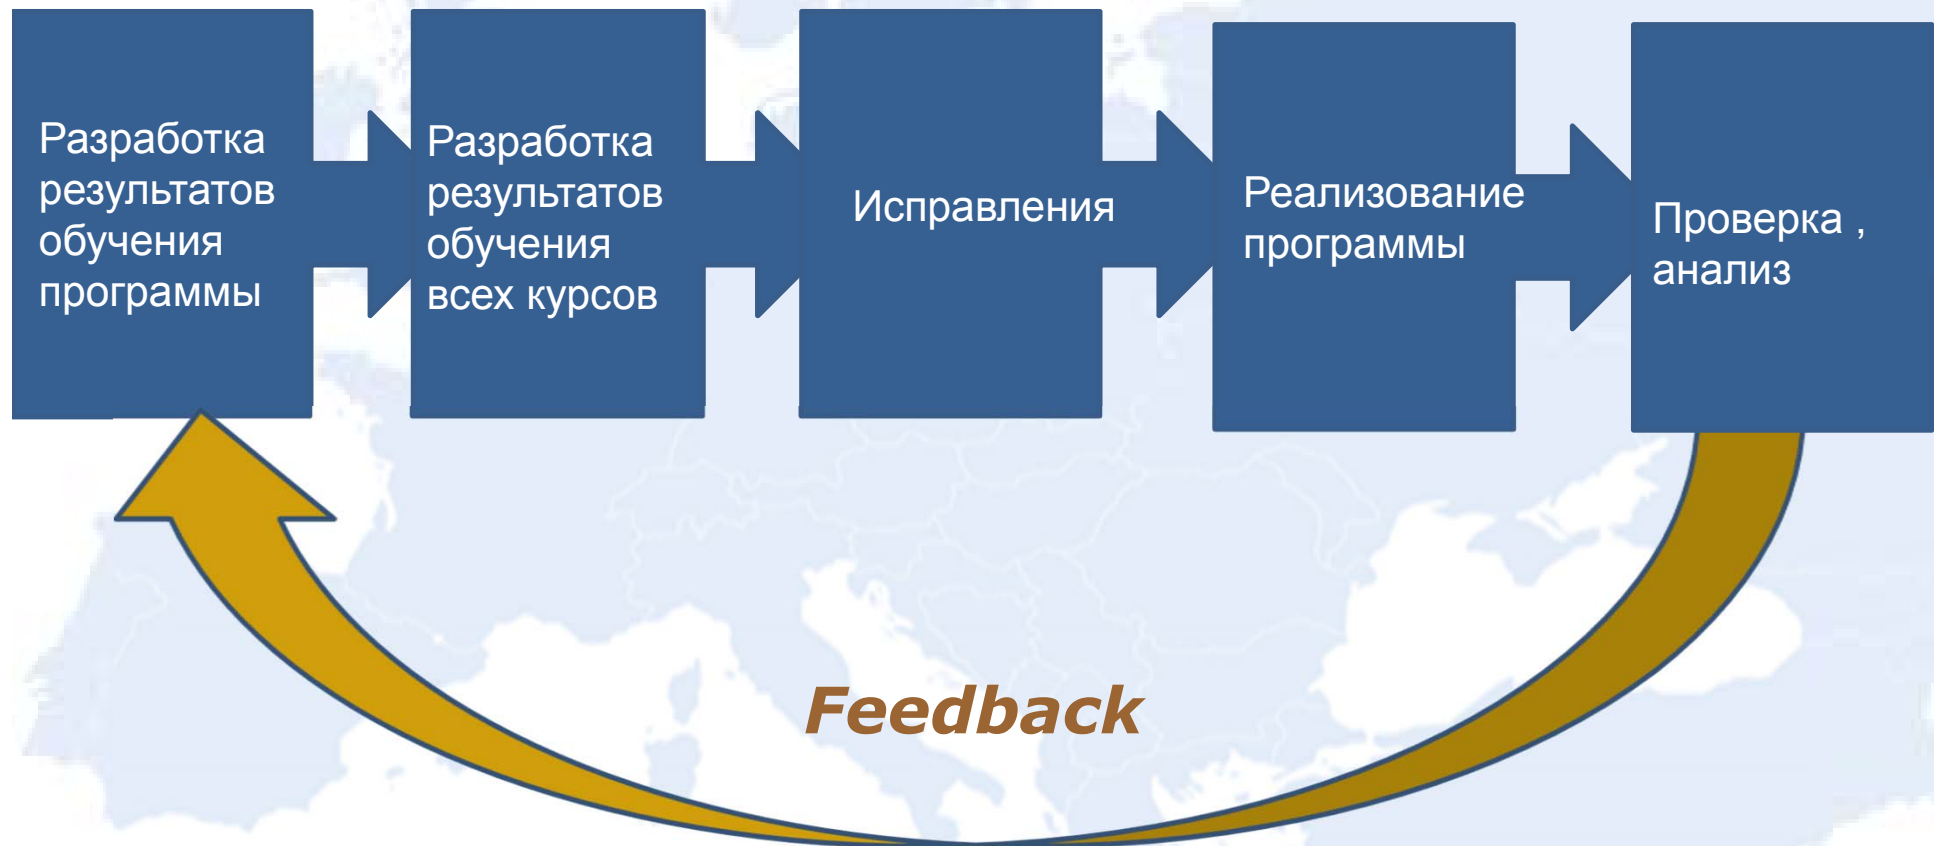 Разработка
результатов
обучения
программы
Разработка
результатов
обучения
всех курсов
Исправления
Реализование
программы
Проверка ,
анализ
Feedback